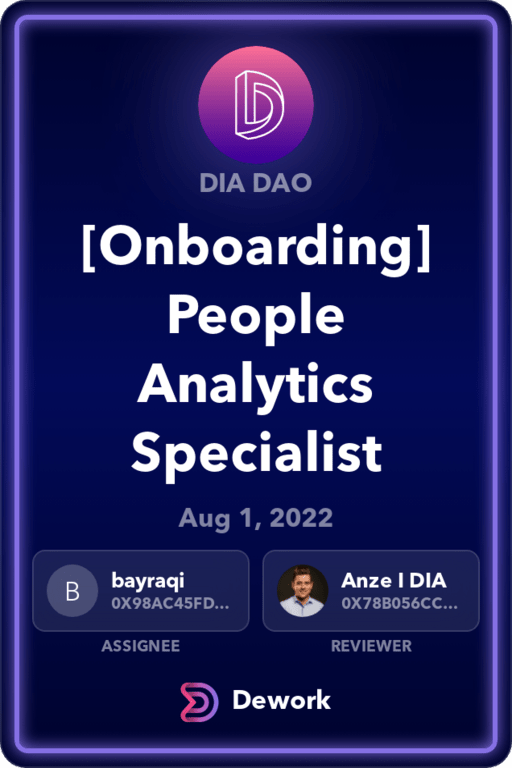 DIA DAO
[Onboarding]
People
Analytics
Specialist
Aug 1, 2022
B
bayraqi
0X98AC45FD...
ASSIGNEE
Anze I DIA
0X78B056CC...
REVIEWER
Dework